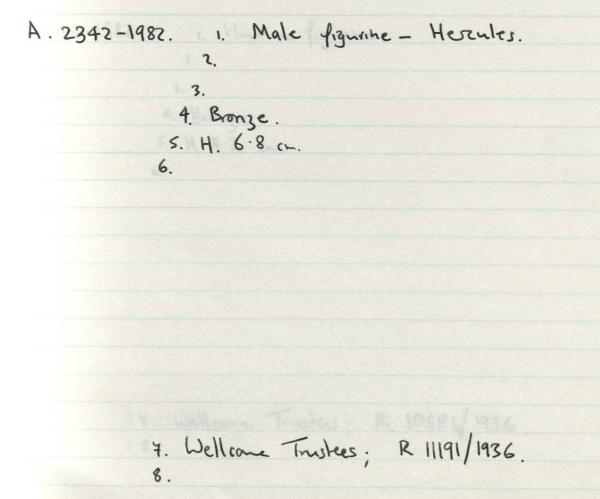 A. 2342-1982. 1. Male figurine – Hercules.
2.
3.
4. Bronze.
5. H. 6·8 cm.
6.
7. Wellcome Trustees; R 11191/1936.
8.